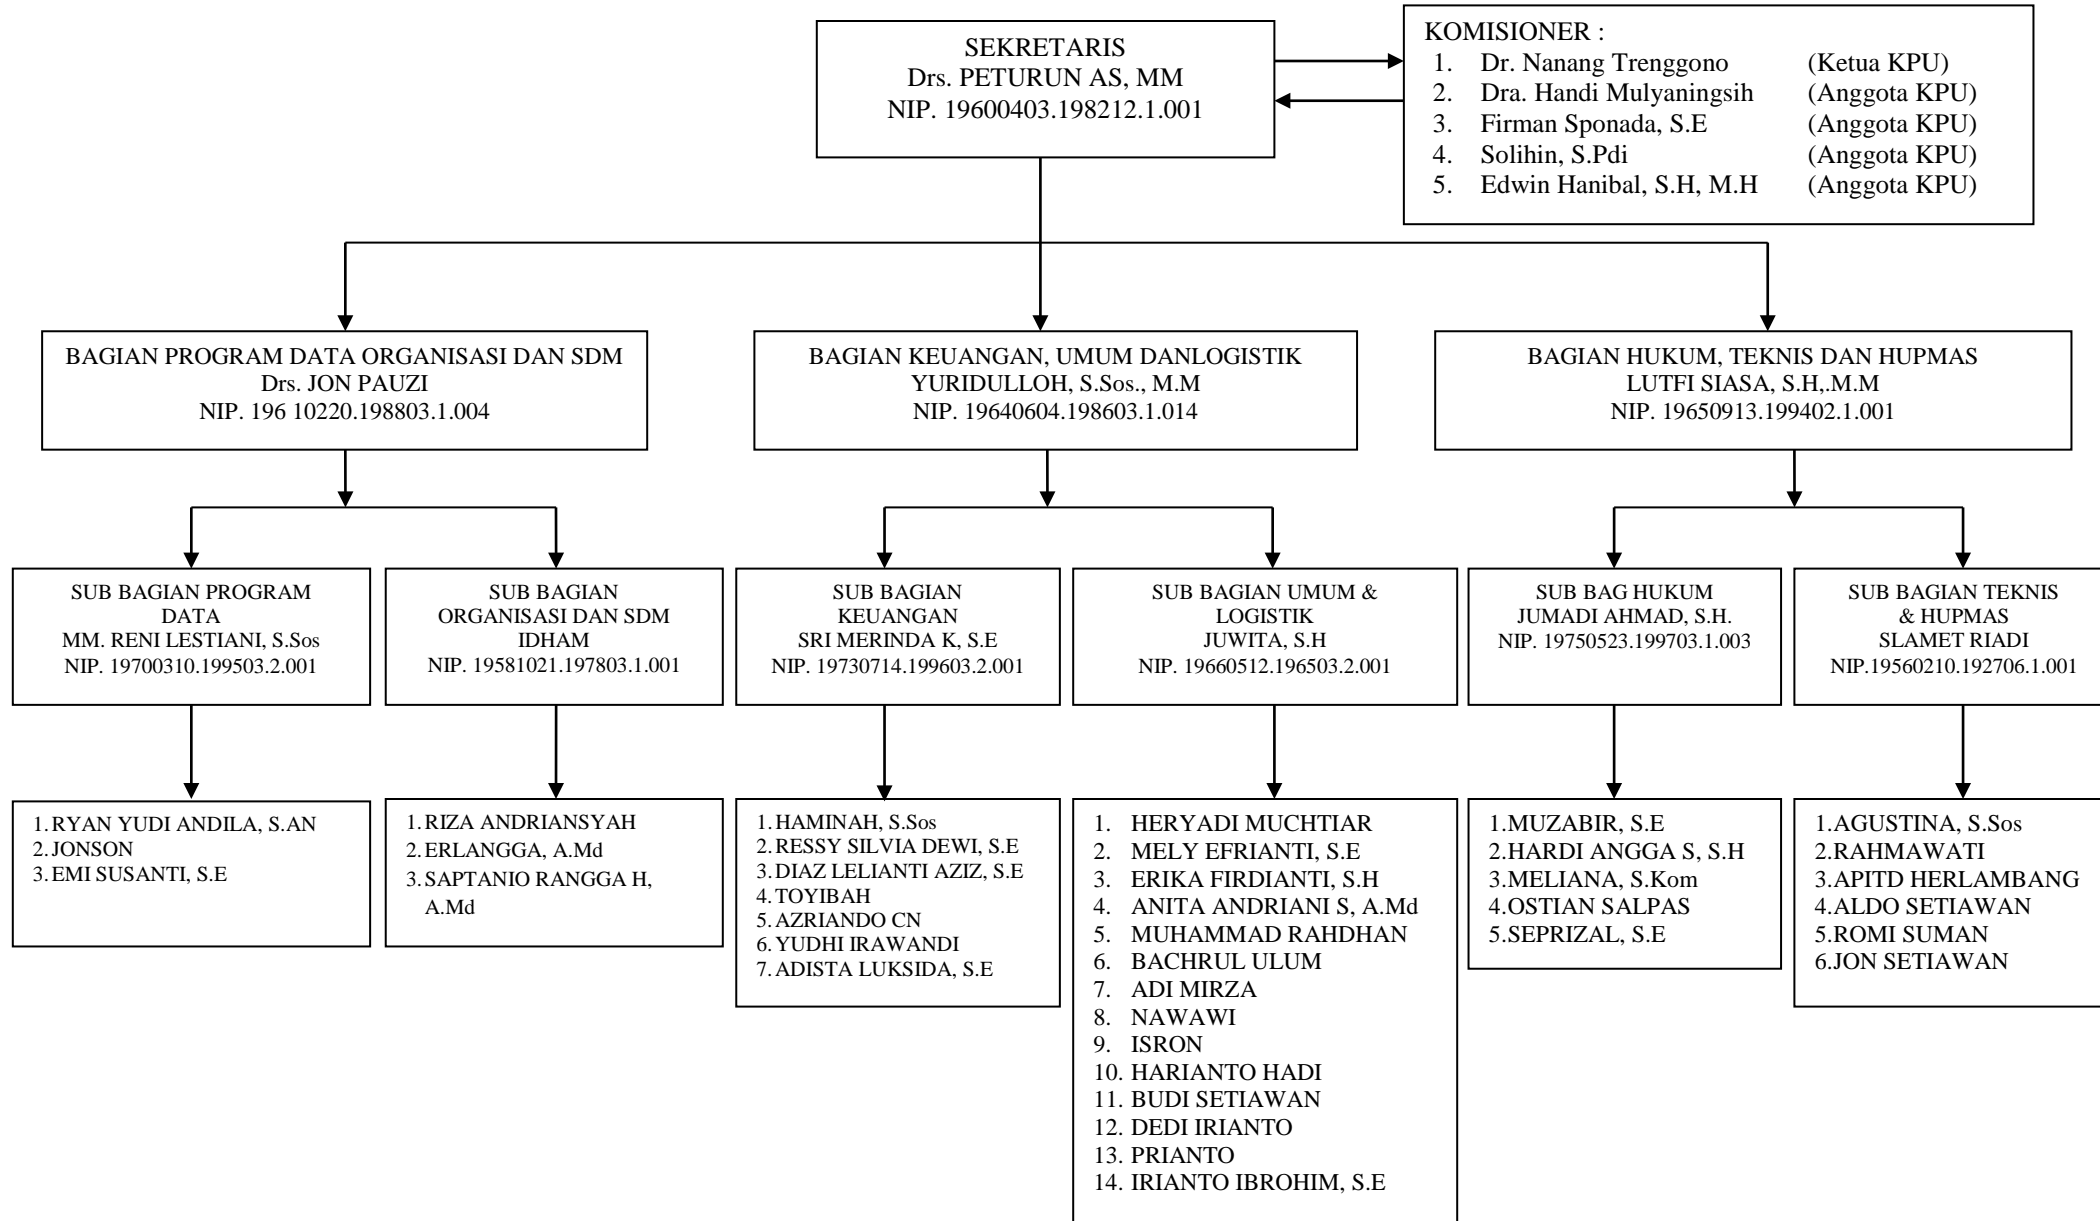 SEKRETARIS
Drs. PETURUN AS, MM
NIP. 19600403.198212.1.001
KOMISIONER :
1. Dr. Nanang Trenggono (Ketua KPU)
2. Dra. Handi Mulyaningsih (Anggota KPU)
3. Firman Sponada, S.E (Anggota KPU)
4. Solihin, S.Pdi (Anggota KPU)
5. Edwin Hanibal, S.H, M.H (Anggota KPU)
BAGIAN PROGRAM DATA ORGANISASI DAN SDM
Drs. JON PAUZI
NIP. 196 10220.198803.1.004
BAGIAN KEUANGAN, UMUM DANLOGISTIK
YURIDULLOH, S.Sos., M.M
NIP. 19640604.198603.1.014
BAGIAN HUKUM, TEKNIS DAN HUPMAS
LUTFI SIASA, S.H,.M.M
NIP. 19650913.199402.1.001
SUB BAGIAN PROGRAM
DATA
MM. RENI LESTIANI, S.Sos
NIP. 19700310.199503.2.001
SUB BAGIAN
ORGANISASI DAN SDM
IDHAM
NIP. 19581021.197803.1.001
SUB BAGIAN
KEUANGAN
SRI MERINDA K, S.E
NIP. 19730714.199603.2.001
SUB BAGIAN UMUM &
LOGISTIK
JUWITA, S.H
NIP. 19660512.196503.2.001
SUB BAG HUKUM
JUMADI AHMAD, S.H.
NIP. 19750523.199703.1.003
SUB BAGIAN TEKNIS
& HUPMAS
SLAMET RIADI
NIP.19560210.192706.1.001
1. RYAN YUDI ANDILA, S.AN
2. JONSON
3. EMI SUSANTI, S.E
1. RIZA ANDRIANSYAH
2. ERLANGGA, A.Md
3. SAPTANIO RANGGA H,
A.Md
1. HAMINAH, S.Sos
2. RESSY SILVIA DEWI, S.E
3. DIAZ LELIANTI AZIZ, S.E
4. TOYIBAH
5. AZRIANDO CN
6. YUDHI IRAWANDI
7. ADISTA LUKSIDA, S.E
1. HERYADI MUCHTIAR
2. MELY EFRIANTI, S.E
3. ERIKA FIRDIANTI, S.H
4. ANITA ANDRIANI S, A.Md
5. MUHAMMAD RAHDHAN
6. BACHRUL ULUM
7. ADI MIRZA
8. NAWAWI
9. ISRON
10. HARIANTO HADI
11. BUDI SETIAWAN
12. DEDI IRIANTO
13. PRIANTO
14. IRIANTO IBROHIM, S.E
1.MUZABIR, S.E
2.HARDI ANGGA S, S.H
3.MELIANA, S.Kom
4.OSTIAN SALPAS
5.SEPRIZAL, S.E
1.AGUSTINA, S.Sos
2.RAHMAWATI
3.APITD HERLAMBANG
4.ALDO SETIAWAN
5.ROMI SUMAN
6.JON SETIAWAN